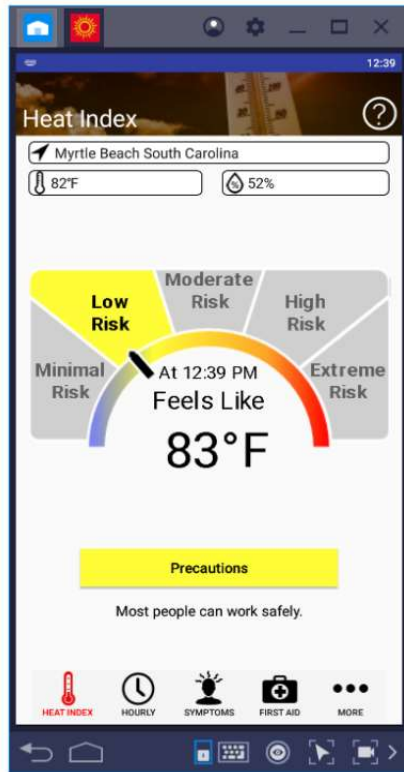 12:39
Heat Index
?
Myrtle Beach South Carolina
82°F
% 52%
Moderate
Risk
Low
Risk
High
Risk
Minimal
Risk
Extreme
Risk
At 12:39 PM
Feels Like
83°F
Precautions
Most people can work safely.
HEAT INDEX HOURLY SYMPTOMS FIRST AID MORE